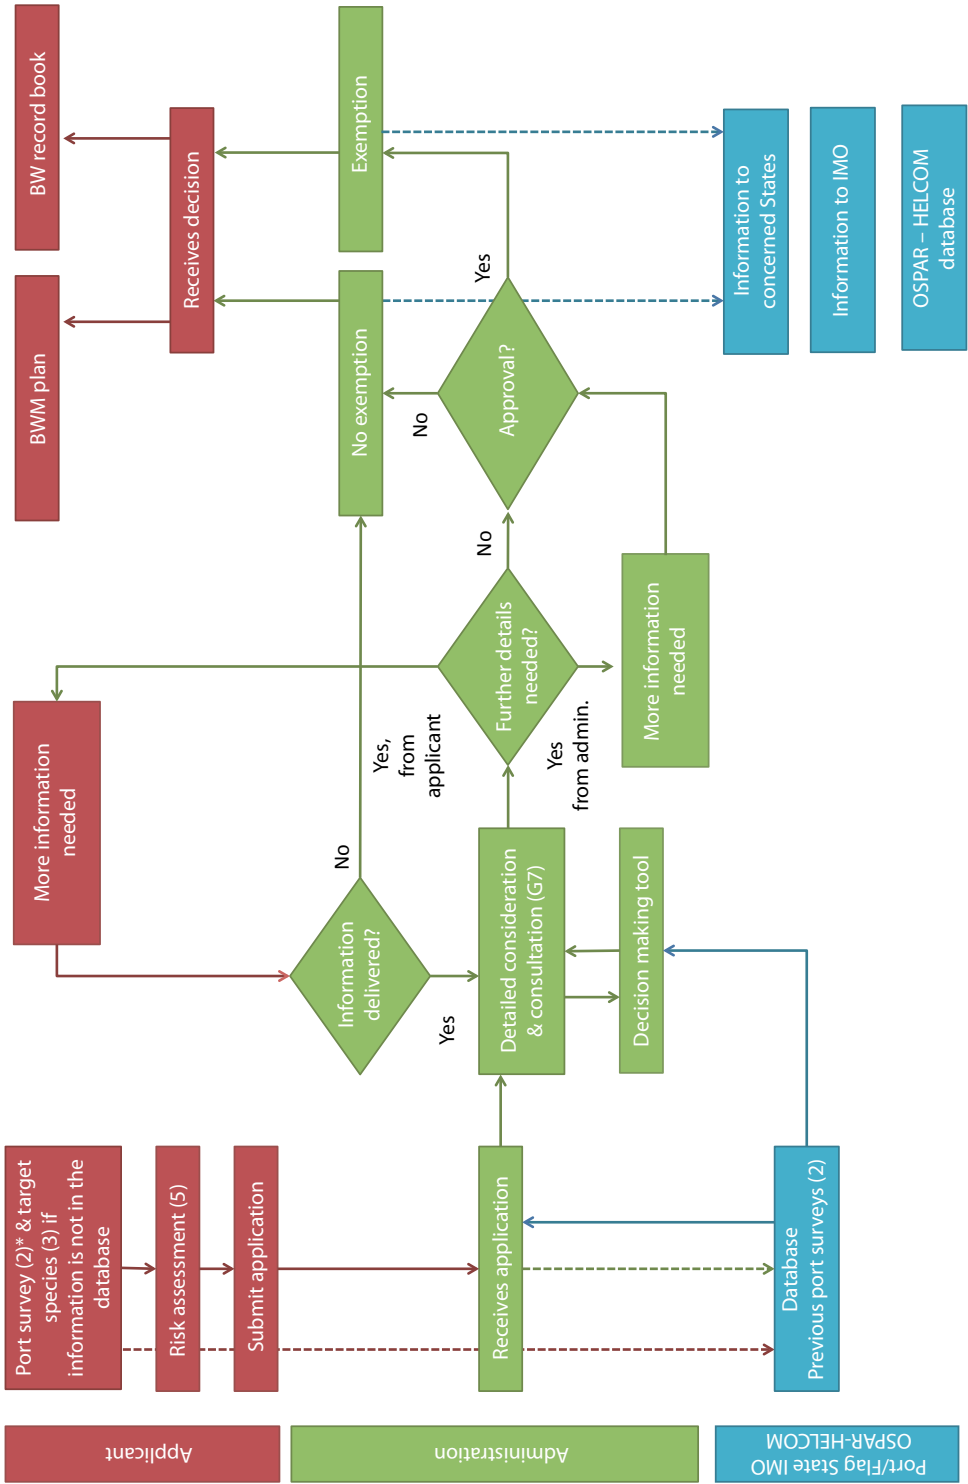 Applicant
Port survey (2)* & target
species (3) if
information is not in the
database
Risk assessment (5)
Submit application
More information
needed
BWM plan
BW record book
Receives decision
Administration
Receives application
Information
delivered?
No
Yes
Detailed consideration
& consultation (G7)
Decision making tool
Yes,
from
applicant
Further details
needed?
Yes
from admin.
No
More information
needed
Approval?
No
Yes
No exemption
Exemption
Port/Flag State IMO
OSPAR-HELCOM
Database
Previous port surveys (2)
Information to
concerned States
Information to IMO
OSPAR – HELCOM
database